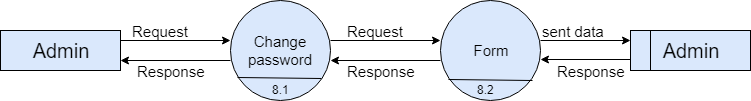 Admin
Request
Response
Change
password
8.1
Request
Response
Form
8.2
sent data
Response
Admin